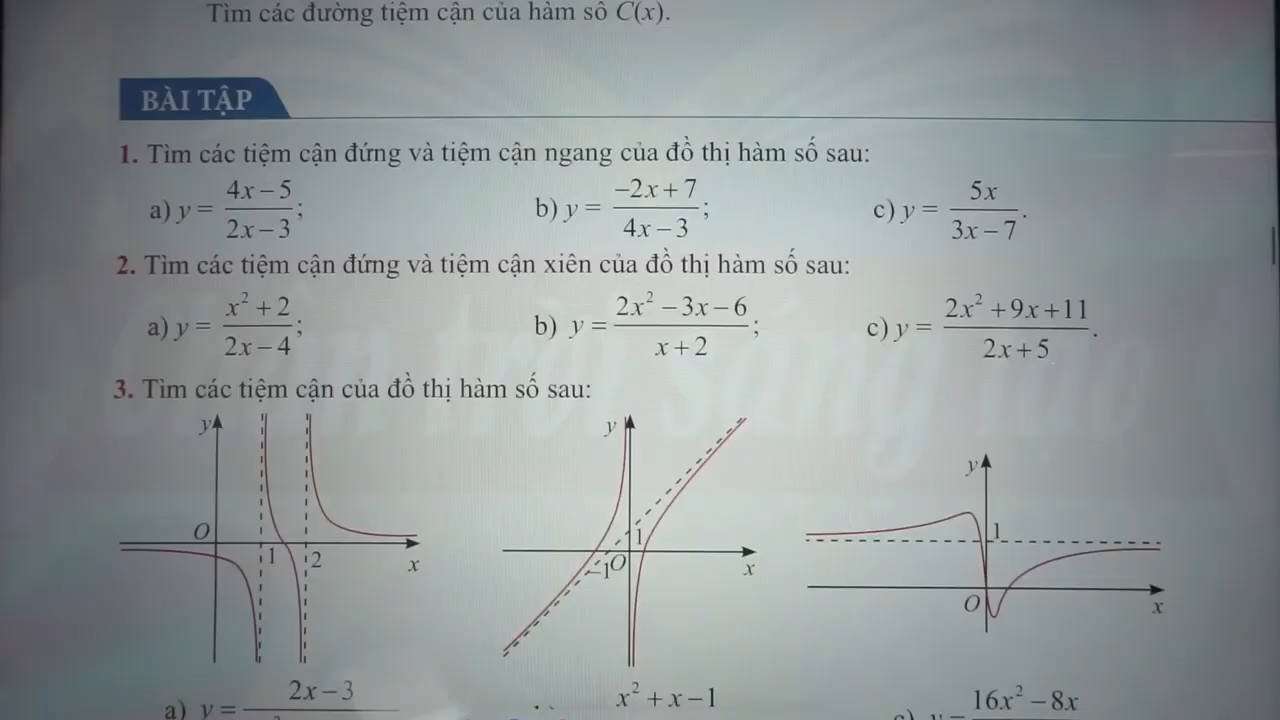 Tìm các đường tiệm cận của hàm số C(x).
BÀI TẬP
1. Tìm các tiệm cận đứng và tiệm cận ngang của đồ thị hàm số sau:
a) y = (4x – 5)/(2x – 3); b) y = (–2x + 7)/(4x – 3); c) y = 5x/(3x – 7).
2. Tìm các tiệm cận đứng và tiệm cận xiên của đồ thị hàm số sau:
a) y = (x² + 2)/(2x – 4); b) y = (2x² – 3x – 6)/(x + 2); c) y = (2x² + 9x + 11)/(2x + 5).
3. Tìm các tiệm cận của đồ thị hàm số sau:
y O 1 2 x
y 1 –1 O x
y 1 O x
a) y = 2x – 3
x² + x – 1
16x² – 8x
Chân trời sáng tạo